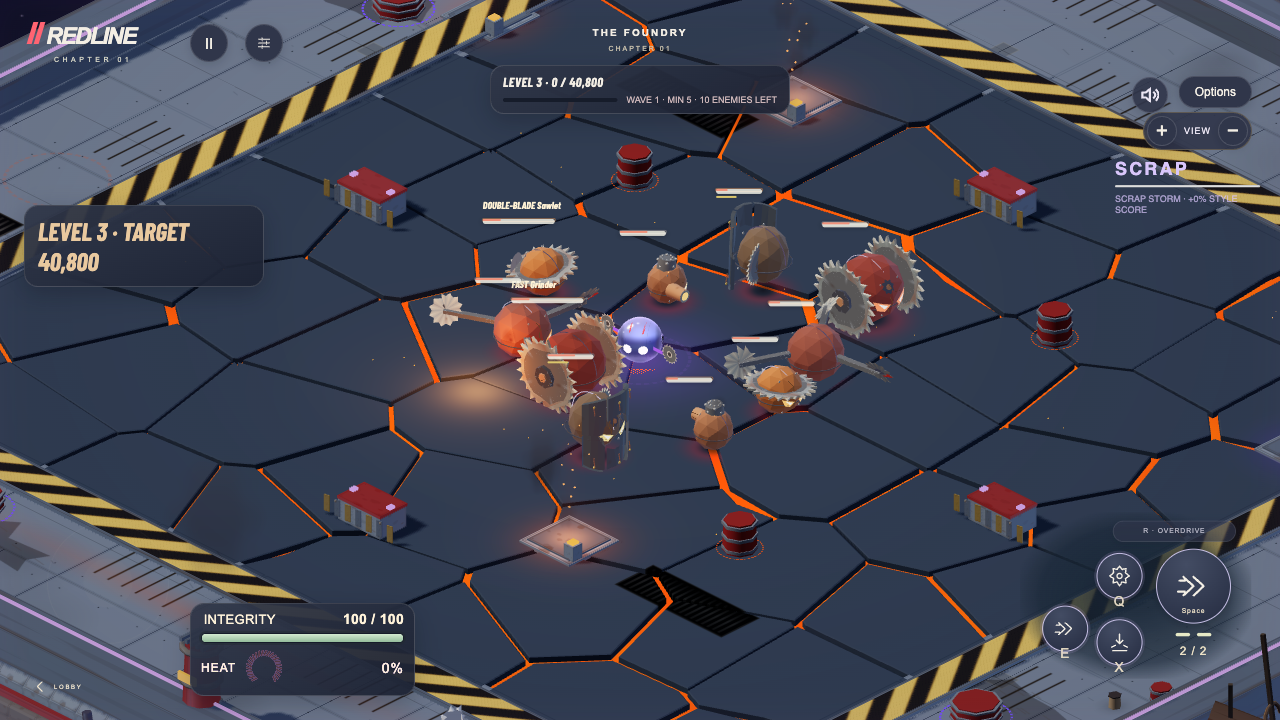 REDLINE
CHAPTER 01
THE FOUNDRY
CHAPTER 01
LEVEL 3 · 0 / 40,800
WAVE 1 · MIN 5 · 10 ENEMIES LEFT
Options
+ VIEW −
SCRAP
SCRAP STORM · +0% STYLE
SCORE
LEVEL 3 · TARGET
40,800
DOUBLE-BLADE Sawlet
FAST Grinder
R · OVERDRIVE
Q
Space
E
X
2 / 2
INTEGRITY 100 / 100
HEAT 0%
LOBBY